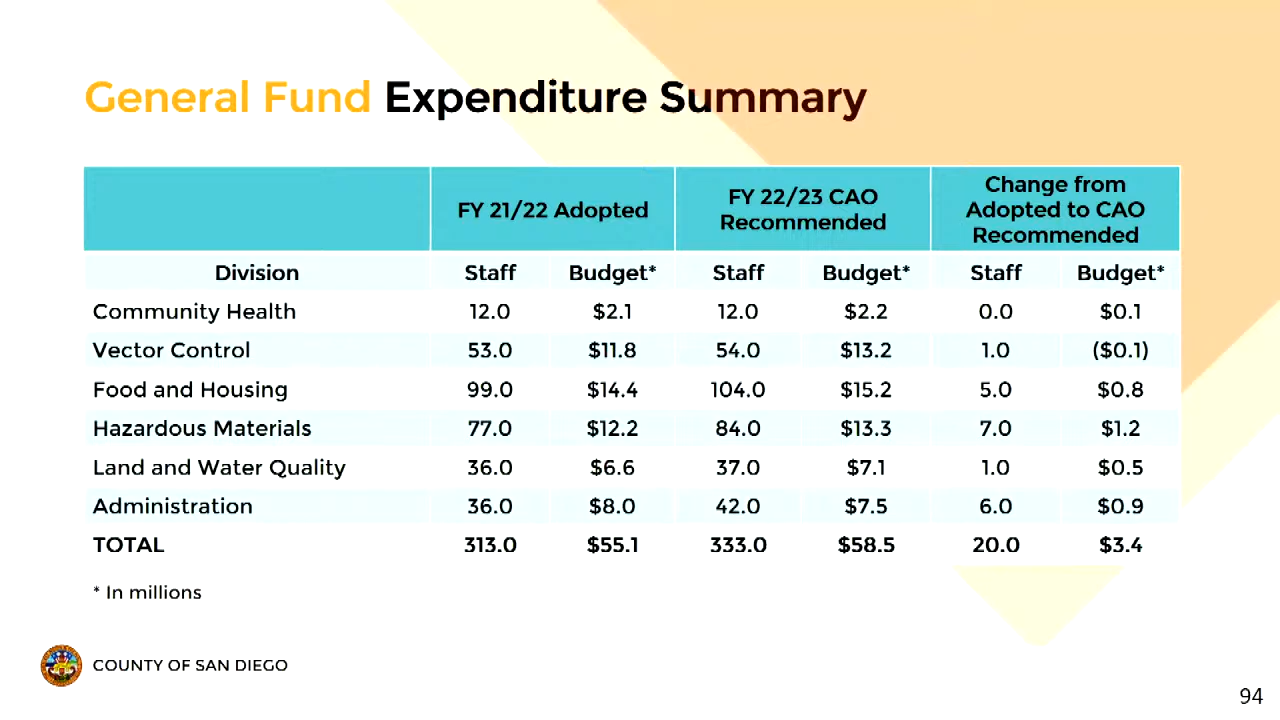 General Fund Expenditure Summary
FY 21/22 Adopted FY 22/23 CAO Recommended Change from Adopted to CAO Recommended
Division Staff Budget* Staff Budget* Staff Budget*
Community Health 12.0 $2.1 12.0 $2.2 0.0 $0.1
Vector Control 53.0 $11.8 54.0 $13.2 1.0 ($0.1)
Food and Housing 99.0 $14.4 104.0 $15.2 5.0 $0.8
Hazardous Materials 77.0 $12.2 84.0 $13.3 7.0 $1.2
Land and Water Quality 36.0 $6.6 37.0 $7.1 1.0 $0.5
Administration 36.0 $8.0 42.0 $7.5 6.0 $0.9
TOTAL 313.0 $55.1 333.0 $58.5 20.0 $3.4
* In millions
COUNTY OF SAN DIEGO
94